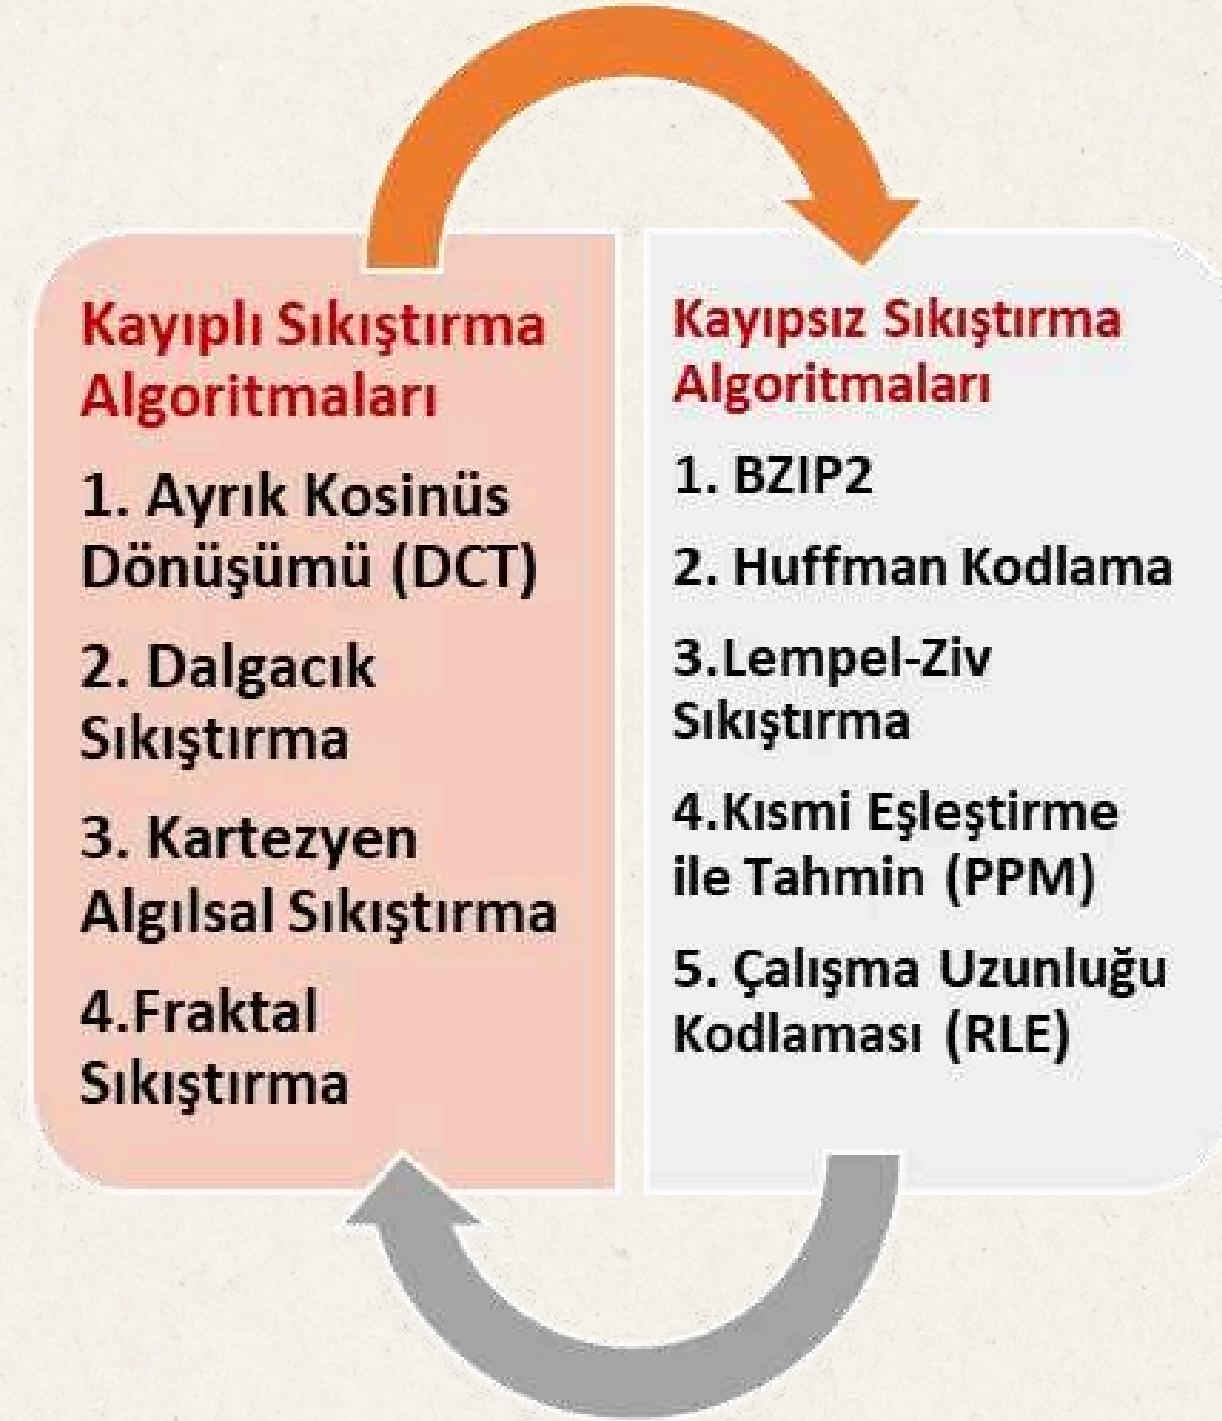 Kayıplı Sıkıştırma
Algoritmaları
1. Ayrık Kosinüs
Dönüşümü (DCT)
2. Dalgacık
Sıkıştırma
3. Kartezyen
Algılsal Sıkıştırma
4.Fraktal
Sıkıştırma
Kayıpsız Sıkıştırma
Algoritmaları
1. BZIP2
2. Huffman Kodlama
3.Lempel-Ziv
Sıkıştırma
4.Kısmi Eşleştirme
ile Tahmin (PPM)
5. Çalışma Uzunluğu
Kodlaması (RLE)